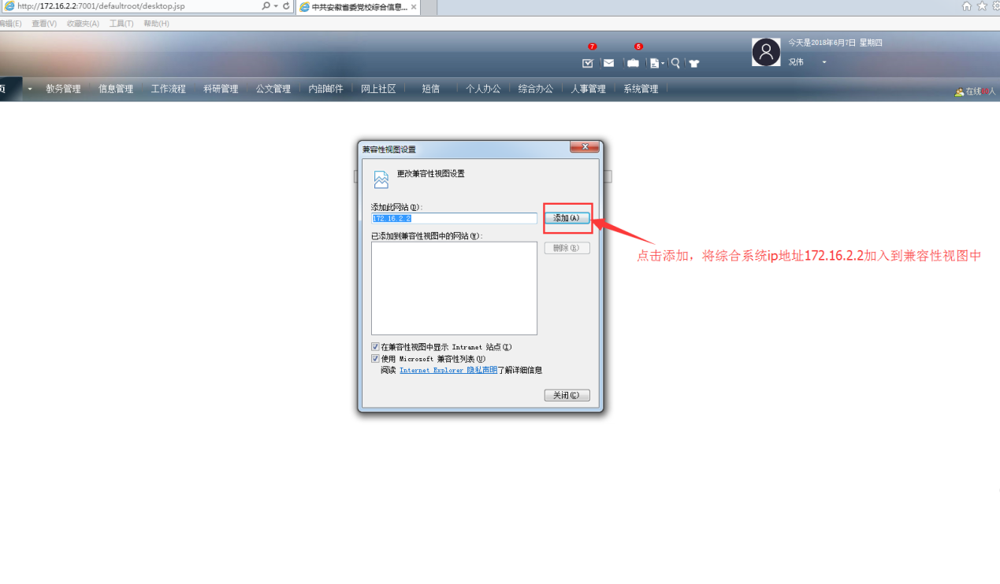 http://172.16.2.2:7001/defaultroot/desktop.jsp
中共安徽省委党校综合信息...
编辑(E) 查看(V) 收藏夹(A) 工具(T) 帮助(H)
7
5
今天是2018年6月7日 星期四
况伟
页 教务管理 信息管理 工作流程 科研管理 公文管理 内部邮件 网上社区 短信 个人办公 综合办公 人事管理 系统管理
在线 人
兼容性视图设置
更改兼容性视图设置
添加此网站(D):
172.16.2.2
添加(A)
已添加到兼容性视图中的网站(W):
删除(R)
点击添加，将综合系统ip地址172.16.2.2加入到兼容性视图中
在兼容性视图中显示 Intranet 站点(I)
使用 Microsoft 兼容性列表(U)
阅读 Internet Explorer 隐私声明了解详细信息
关闭(C)